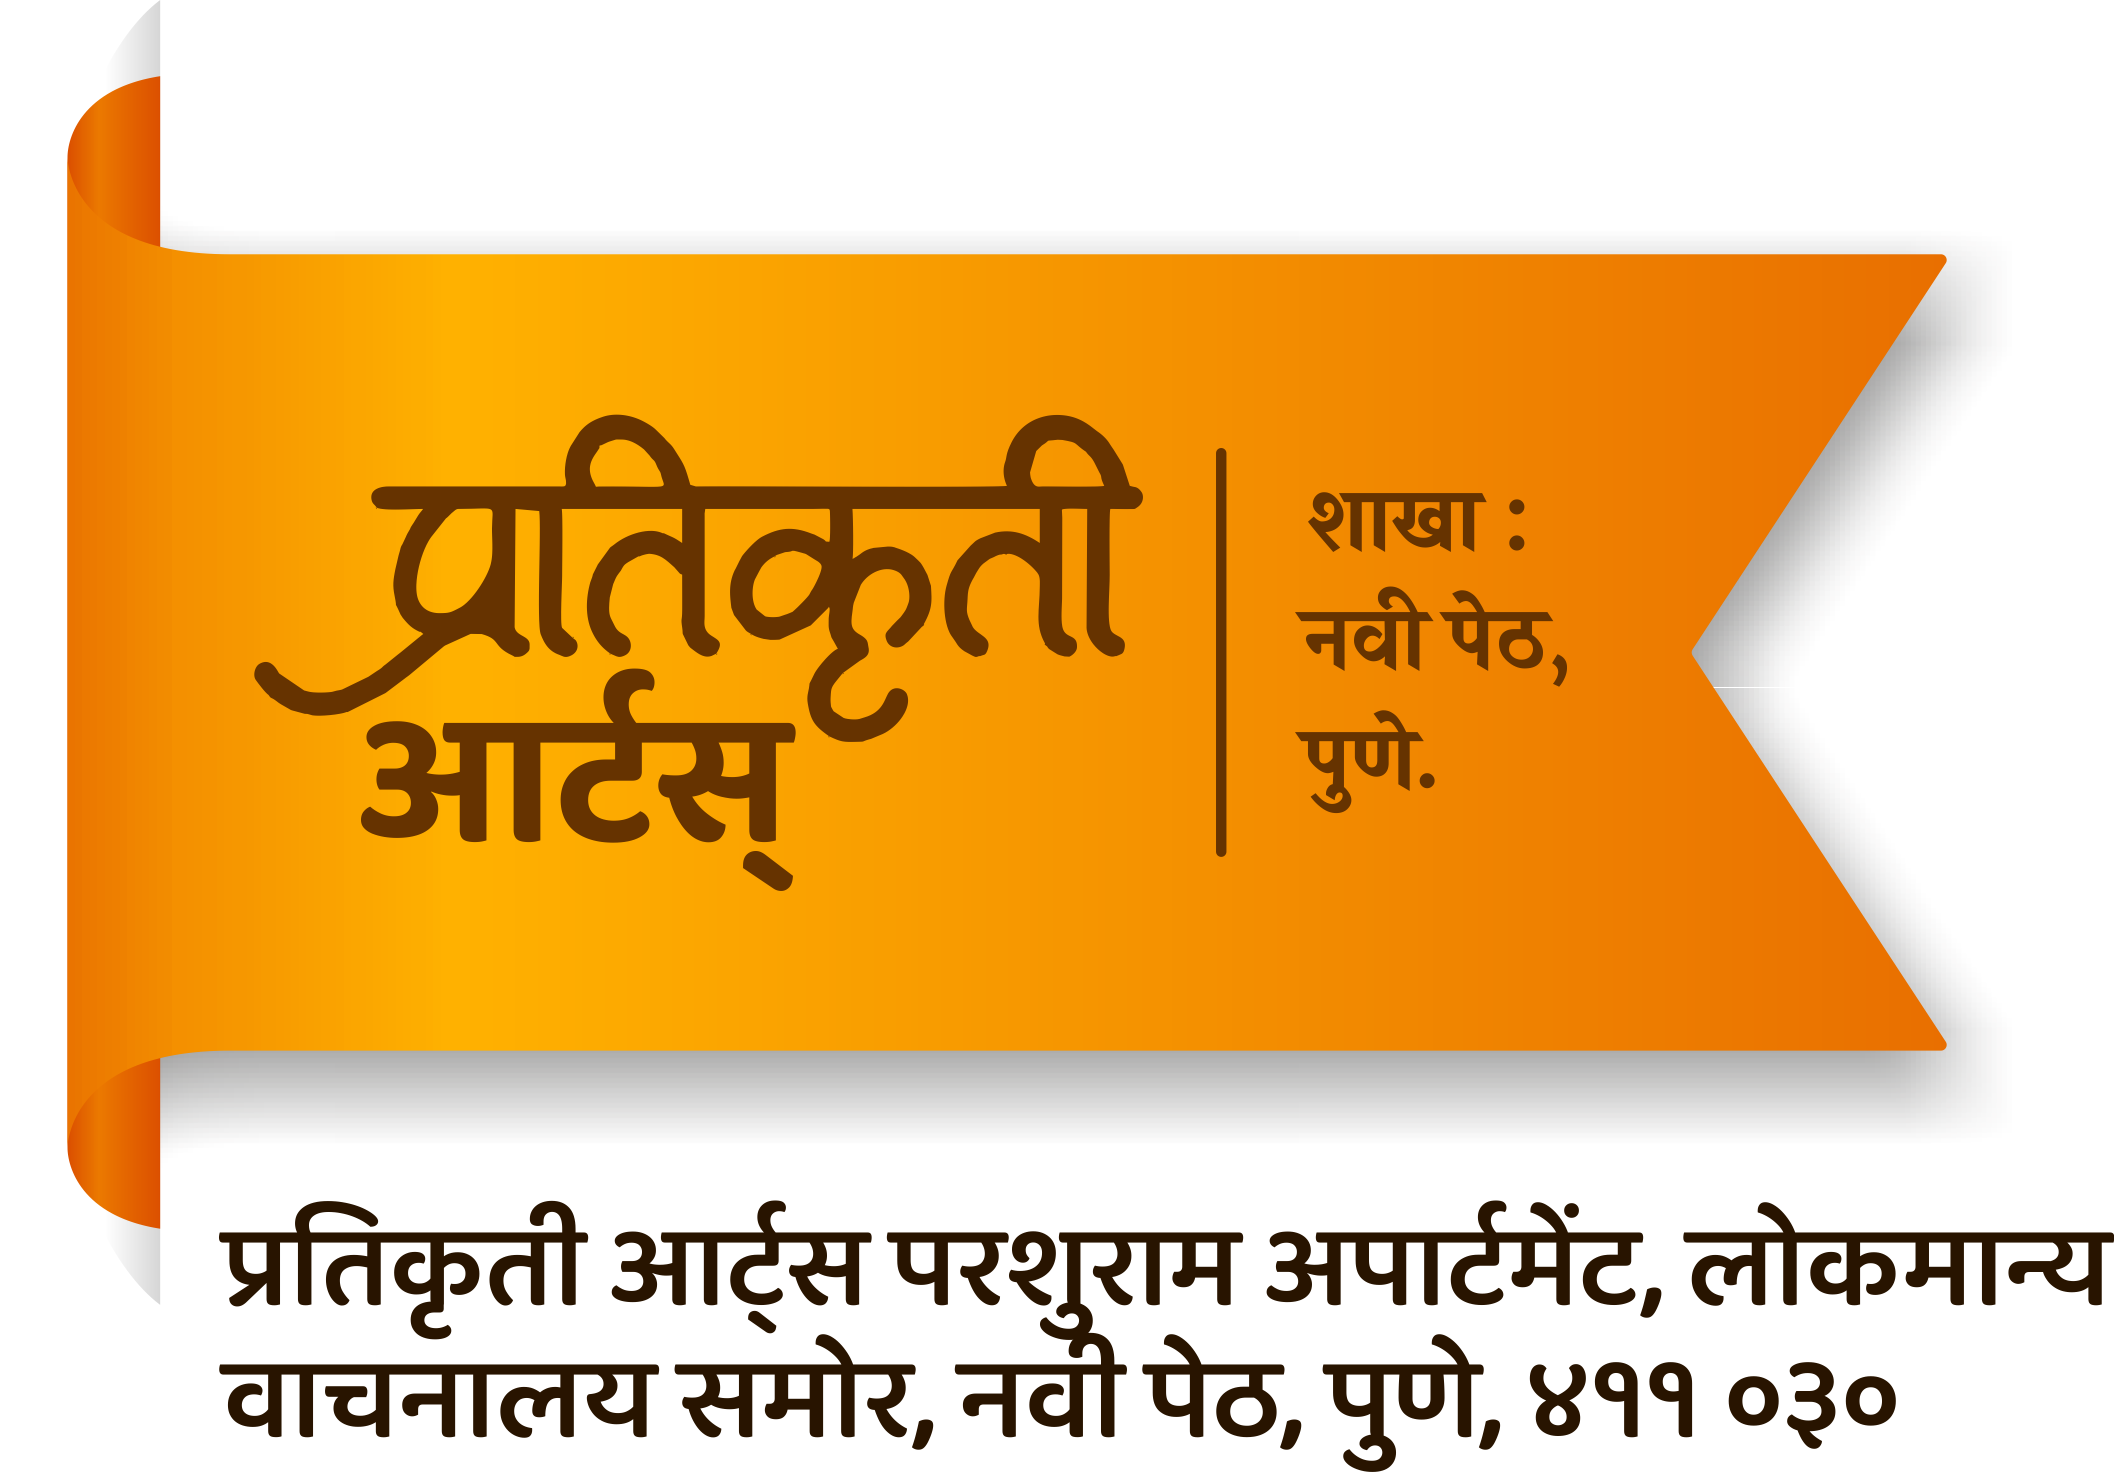 प्रतिकृती
आर्टस्
शाखा :
नवी पेठ,
पुणे.
प्रतिकृती आर्ट्स परशुराम अपार्टमेंट, लोकमान्य
वाचनालय समोर, नवी पेठ, पुणे, ४११ ०३०